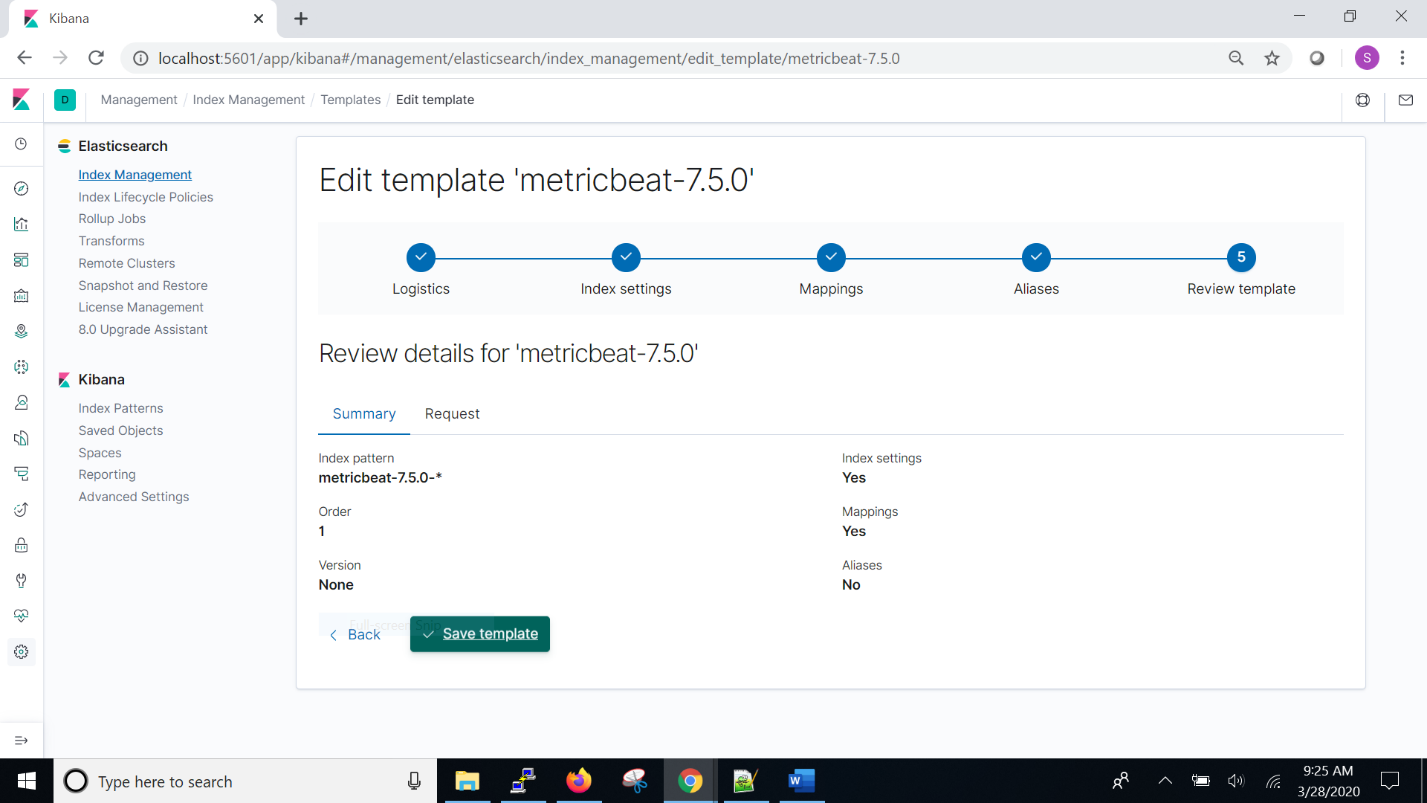 Kibana
localhost:5601/app/kibana#/management/elasticsearch/index_management/edit_template/metricbeat-7.5.0
S
D
Management / Index Management / Templates / Edit template
Elasticsearch
Index Management
Index Lifecycle Policies
Rollup Jobs
Transforms
Remote Clusters
Snapshot and Restore
License Management
8.0 Upgrade Assistant
Kibana
Index Patterns
Saved Objects
Spaces
Reporting
Advanced Settings
Edit template 'metricbeat-7.5.0'
5
Logistics Index settings Mappings Aliases Review template
Review details for 'metricbeat-7.5.0'
Summary Request
Index pattern
metricbeat-7.5.0-*
Order
1
Version
None
Index settings
Yes
Mappings
Yes
Aliases
No
Full-screen Snip
Back Save template
Type here to search
W
9:25 AM
3/28/2020